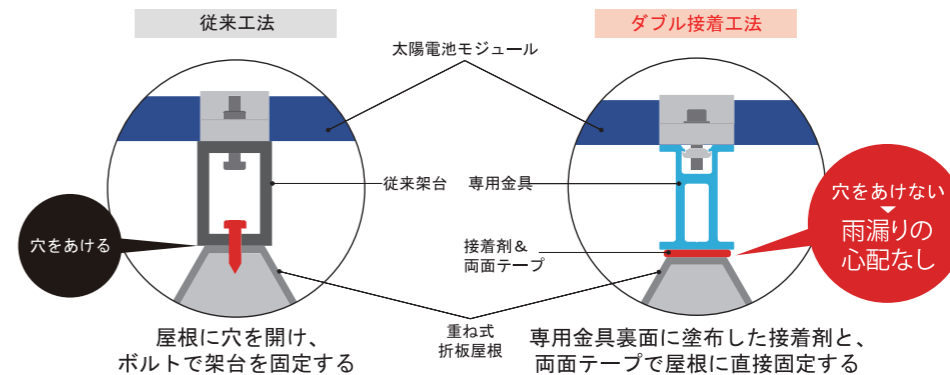 従来工法
ダブル接着工法
太陽電池モジュール
従来架台
専用金具
穴をあける
穴をあけない
雨漏りの
心配なし
接着剤&
両面テープ
重ね式
折板屋根
屋根に穴を開け、
ボルトで架台を固定する
専用金具裏面に塗布した接着剤と、
両面テープで屋根に直接固定する